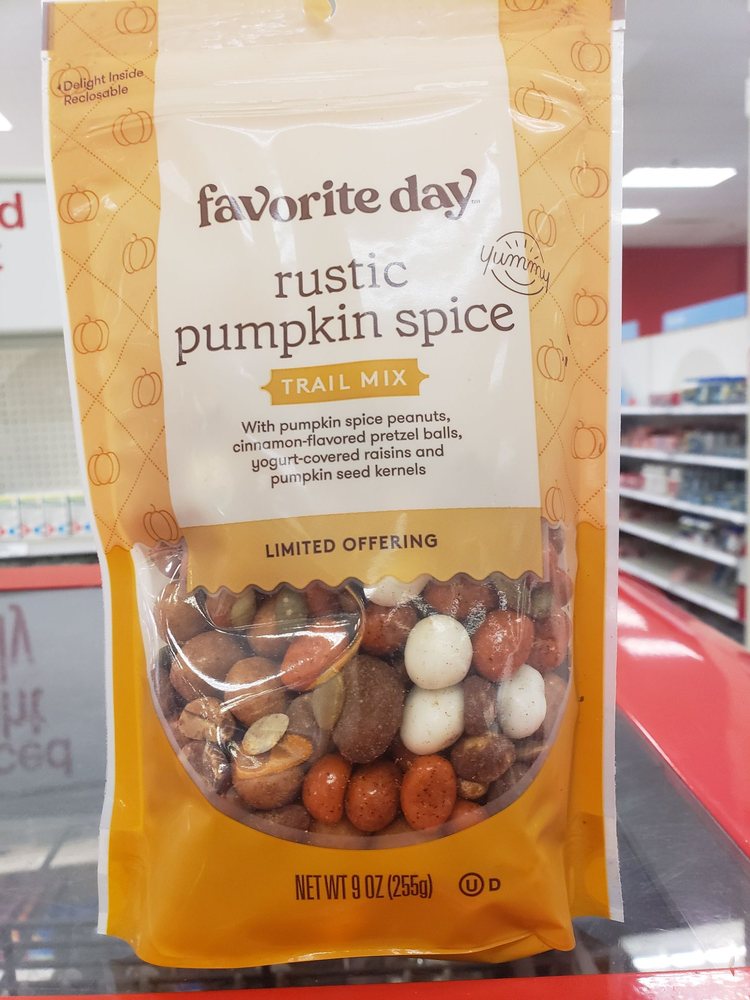 Delight Inside
Reclosable
favorite day™
yummy
rustic
pumpkin spice
TRAIL MIX
With pumpkin spice peanuts,
cinnamon-flavored pretzel balls,
yogurt-covered raisins and
pumpkin seed kernels
LIMITED OFFERING
NET WT 9 OZ (255g)
U D